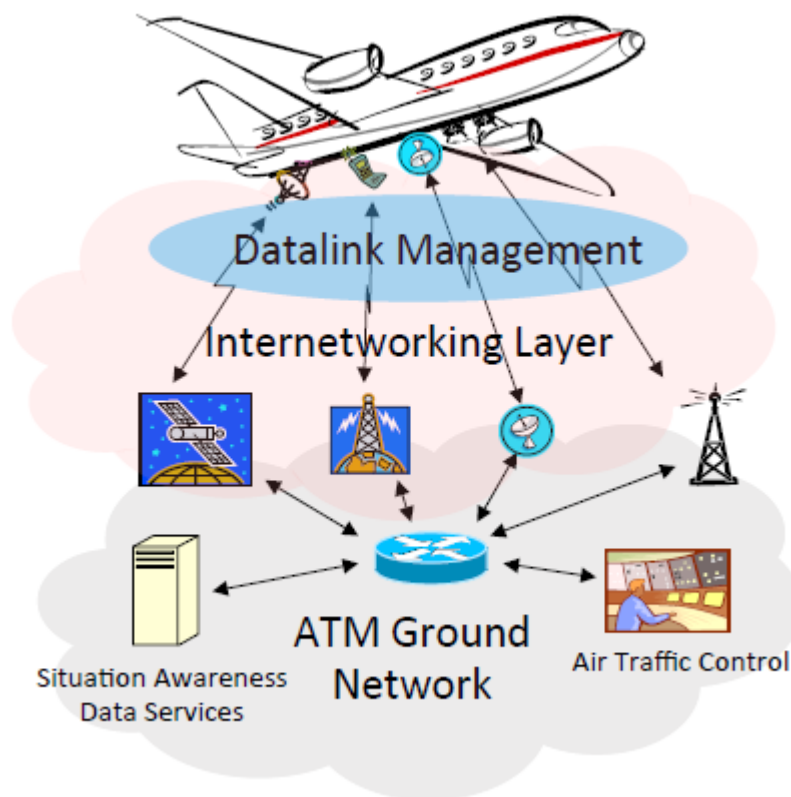 Datalink Management
Internetworking Layer
ATM Ground
Network
Situation Awareness
Data Services
Air Traffic Control